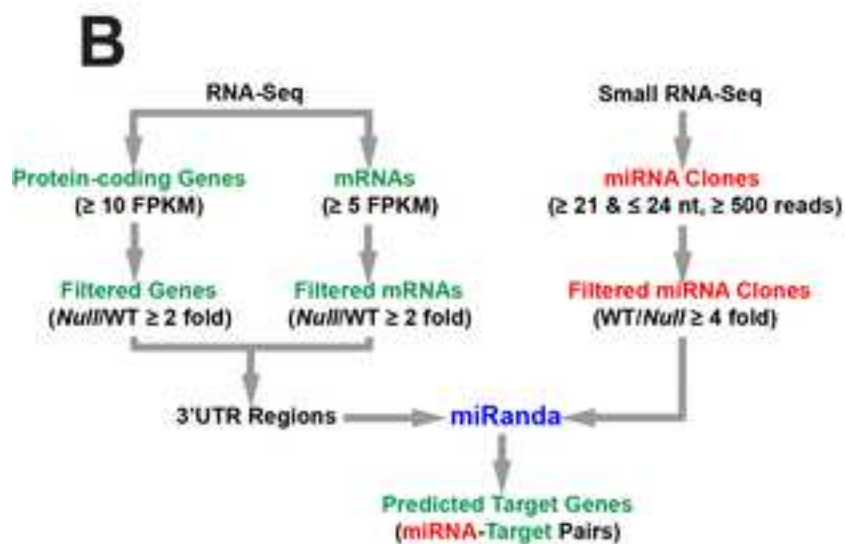 B
RNA-Seq
Small RNA-Seq
Protein-coding Genes
(≥ 10 FPKM)
mRNAs
(≥ 5 FPKM)
miRNA Clones
(≥ 21 & ≤ 24 nt, ≥ 500 reads)
Filtered Genes
(Null/WT ≥ 2 fold)
Filtered mRNAs
(Null/WT ≥ 2 fold)
Filtered miRNA Clones
(WT/Null ≥ 4 fold)
3'UTR Regions
miRanda
Predicted Target Genes
(miRNA-Target Pairs)